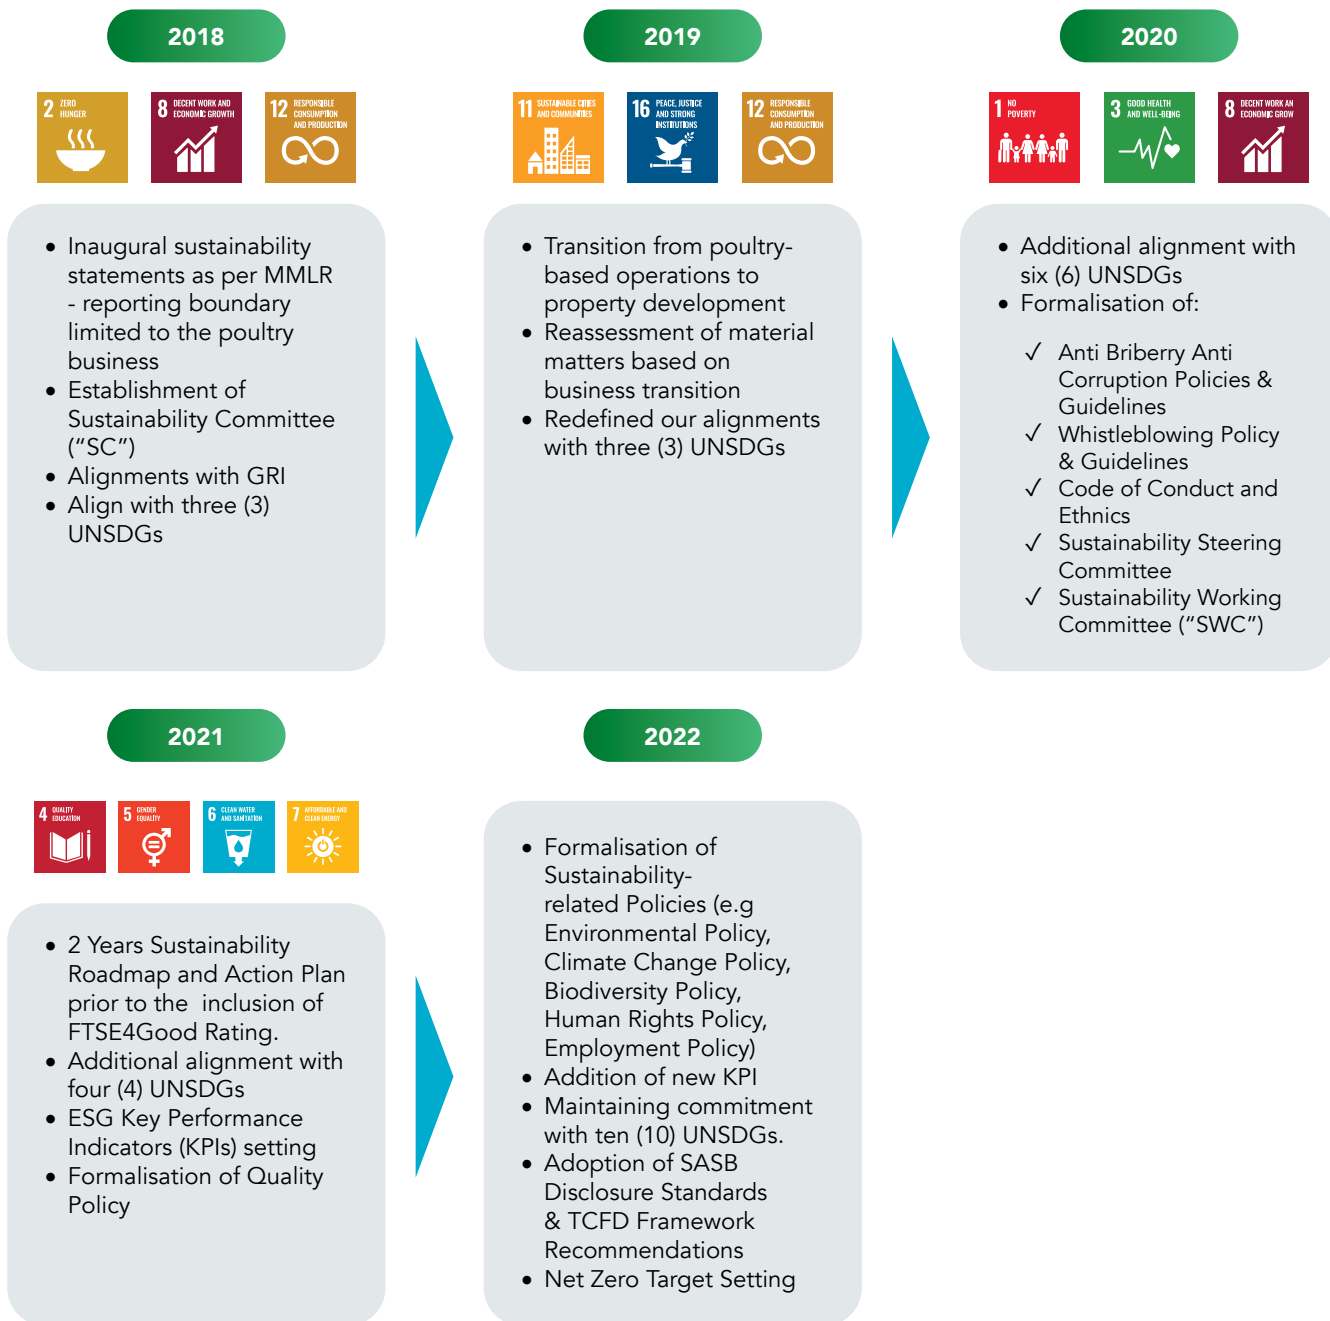 2018
2 ZERO
HUNGER
8 DECENT WORK AND
ECONOMIC GROWTH
12 RESPONSIBLE
CONSUMPTION
AND PRODUCTION
• Inaugural sustainability
statements as per MMLR
- reporting boundary
limited to the poultry
business
• Establishment of
Sustainability Committee
(“SC”)
• Alignments with GRI
• Align with three (3)
UNSDGs
2019
11 SUSTAINABLE CITIES
AND COMMUNITIES
16 PEACE, JUSTICE
AND STRONG
INSTITUTIONS
12 RESPONSIBLE
CONSUMPTION
AND PRODUCTION
• Transition from poultry-
based operations to
property development
• Reassessment of material
matters based on
business transition
• Redefined our alignments
with three (3) UNSDGs
2020
1 NO
POVERTY
3 GOOD HEALTH
AND WELL-BEING
8 DECENT WORK AN
ECONOMIC GROW
• Additional alignment with
six (6) UNSDGs
• Formalisation of:
✓ Anti Briberry Anti
Corruption Policies &
Guidelines
✓ Whistleblowing Policy
& Guidelines
✓ Code of Conduct and
Ethnics
✓ Sustainability Steering
Committee
✓ Sustainability Working
Committee (“SWC”)
2021
4 QUALITY
EDUCATION
5 GENDER
EQUALITY
6 CLEAN WATER
AND SANITATION
7 AFFORDABLE AND
CLEAN ENERGY
• 2 Years Sustainability
Roadmap and Action Plan
prior to the inclusion of
FTSE4Good Rating.
• Additional alignment with
four (4) UNSDGs
• ESG Key Performance
Indicators (KPIs) setting
• Formalisation of Quality
Policy
2022
• Formalisation of
Sustainability-
related Policies (e.g
Environmental Policy,
Climate Change Policy,
Biodiversity Policy,
Human Rights Policy,
Employment Policy)
• Addition of new KPI
• Maintaining commitment
with ten (10) UNSDGs.
• Adoption of SASB
Disclosure Standards
& TCFD Framework
Recommendations
• Net Zero Target Setting